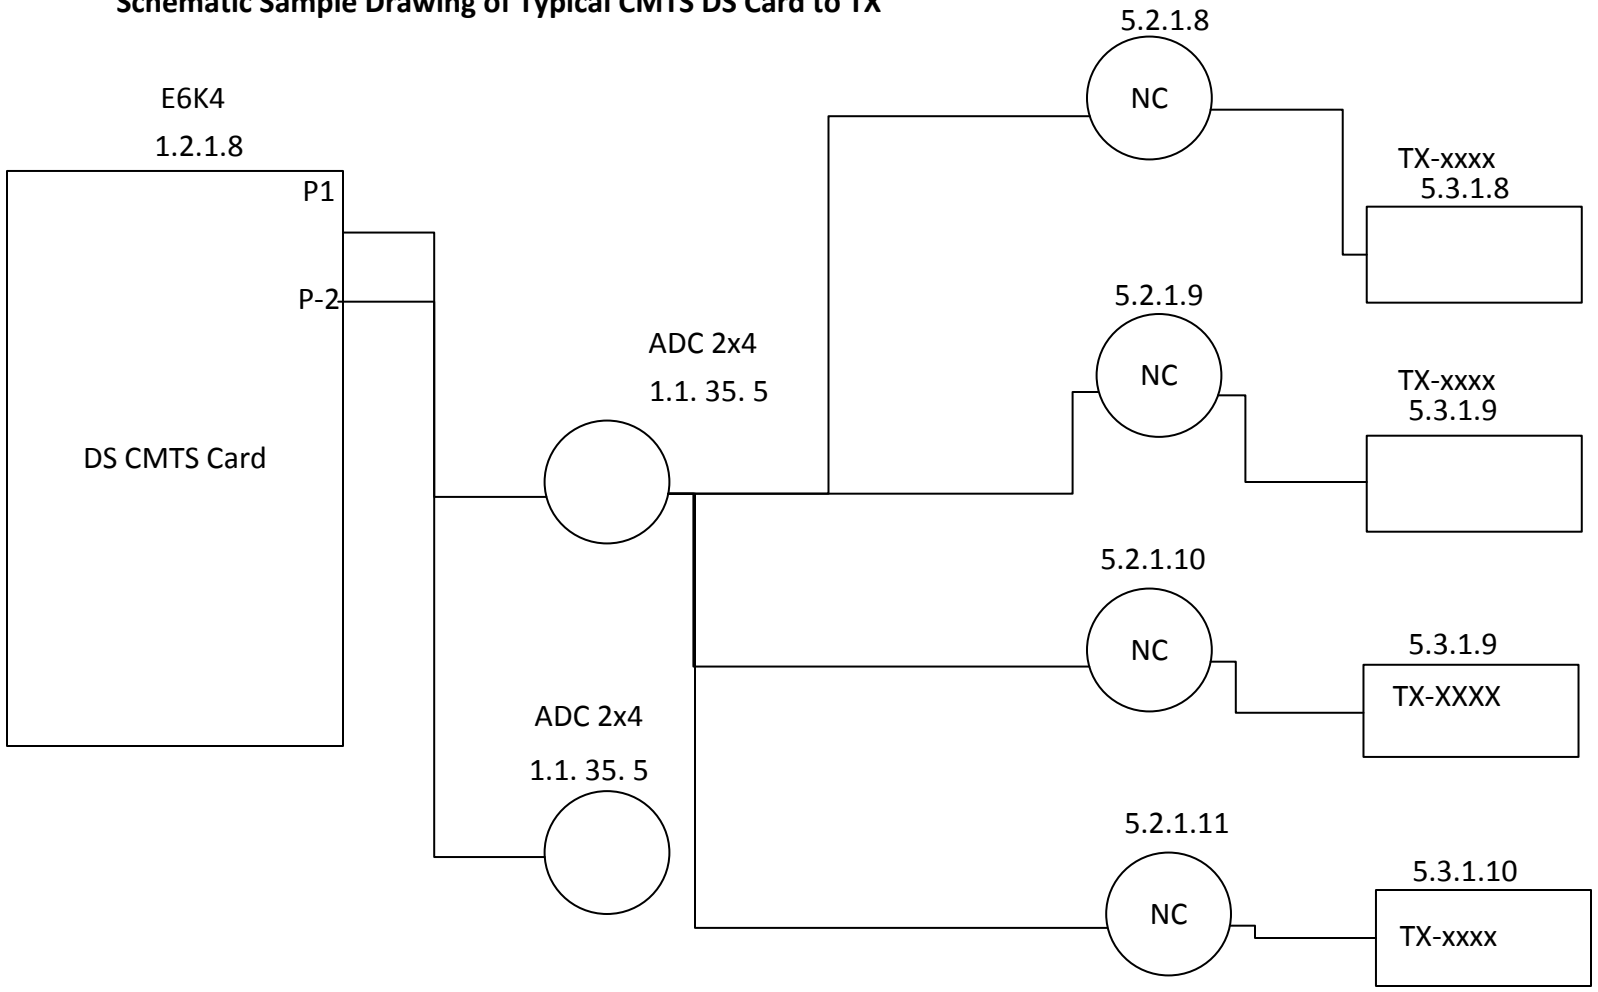 Schematic Sample Drawing of Typical CMTS DS Card to TX
E6K4
1.2.1.8
P1
P-2
DS CMTS Card
ADC 2x4
1.1. 35. 5
ADC 2x4
1.1. 35. 5
5.2.1.8
NC
TX-xxxx
5.3.1.8
5.2.1.9
NC
TX-xxxx
5.3.1.9
5.2.1.10
NC
5.3.1.9
TX-XXXX
5.2.1.11
NC
5.3.1.10
TX-xxxx